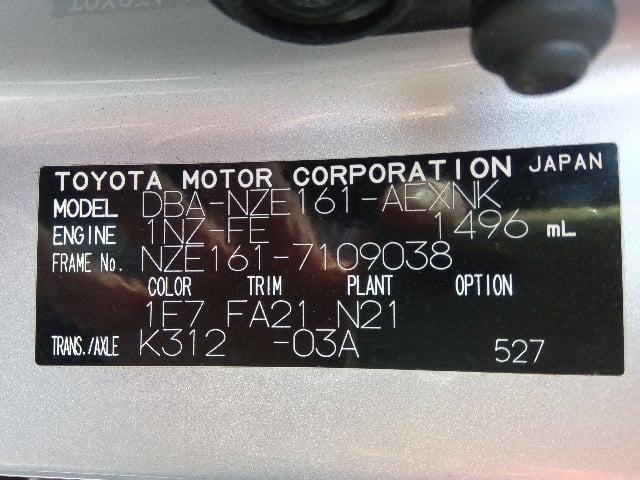 TOYOTA MOTOR CORPORATION JAPAN
MODEL DBA-NZE161-AEXNK
ENGINE 1NZ-FE 1496 mL
FRAME No. NZE161-7109038
COLOR TRIM PLANT OPTION
1F7 FA21 N21
TRANS./AXLE K312 -03A 527